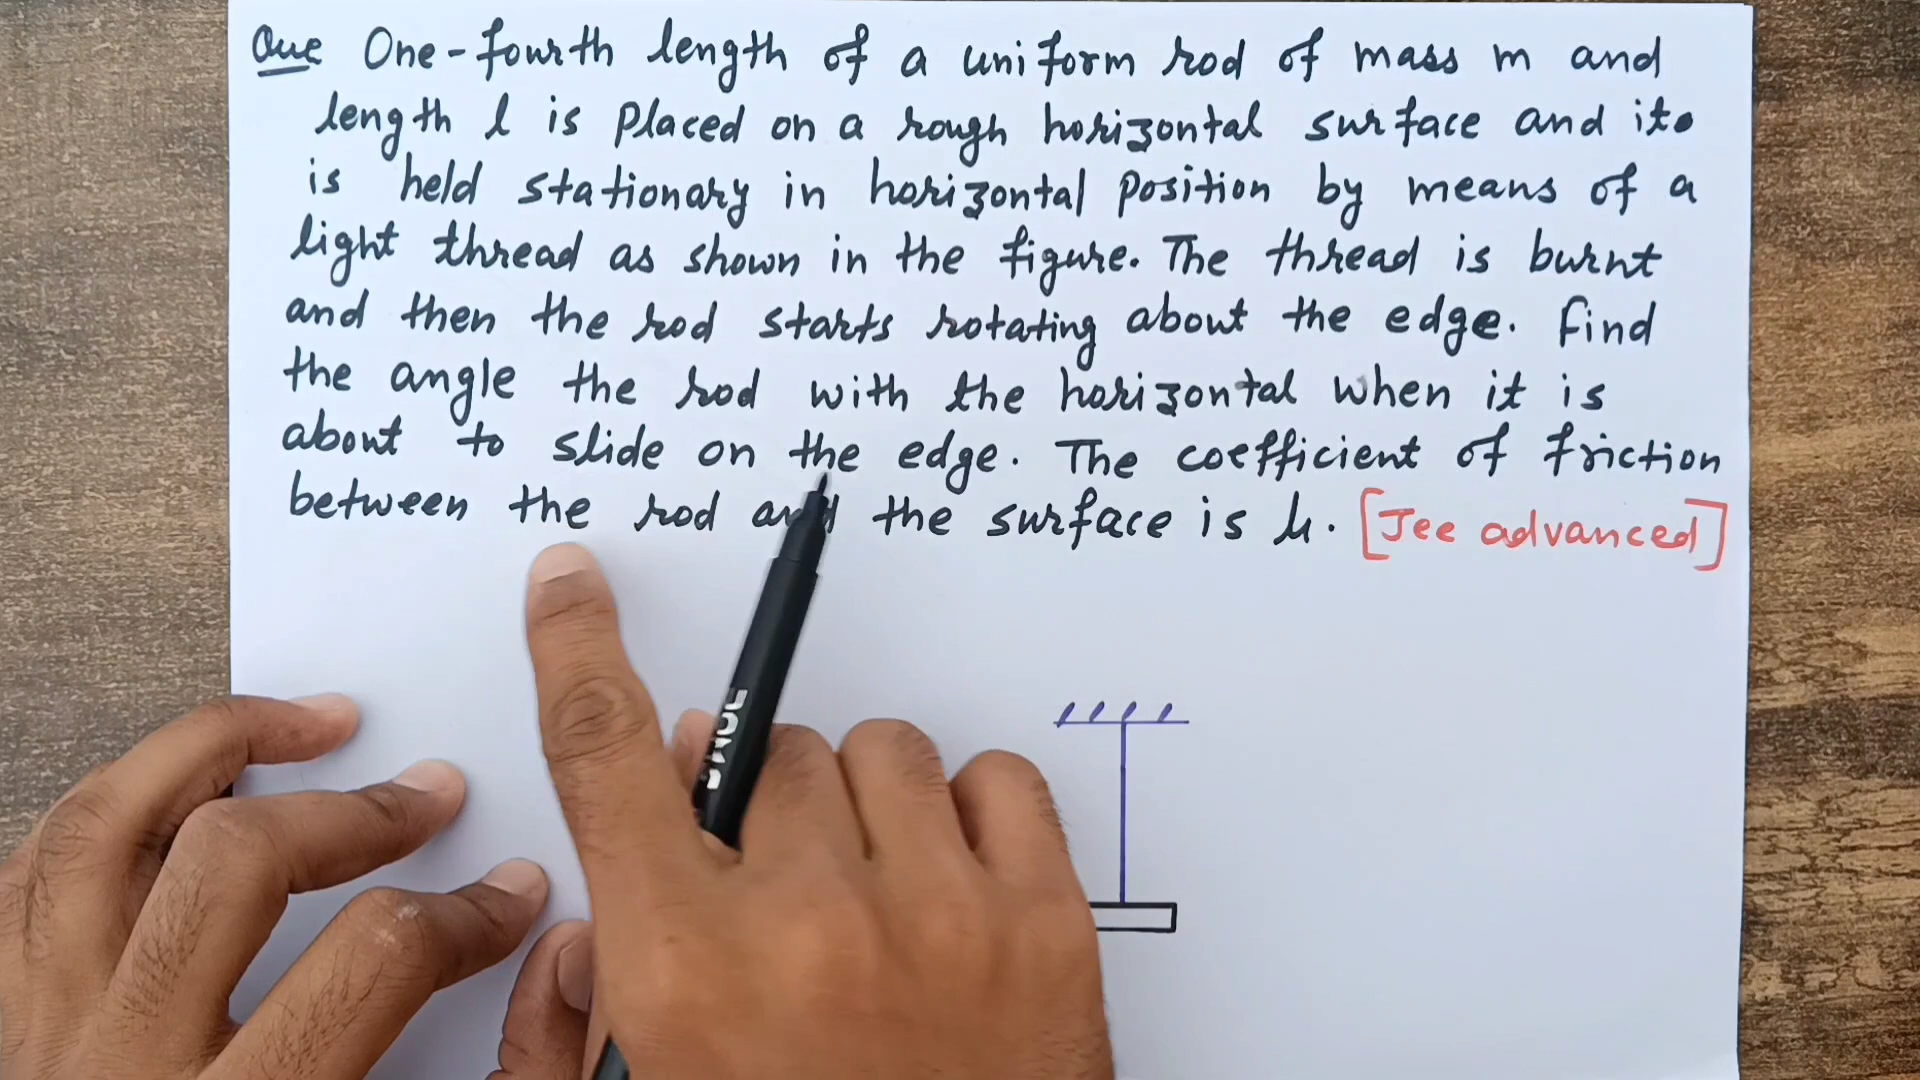 Que One-fourth length of a uniform rod of mass m and
length l is placed on a rough horizontal surface and it
is held stationary in horizontal position by means of a
light thread as shown in the figure. The thread is burnt
and then the rod starts rotating about the edge. Find
the angle the rod with the horizontal when it is
about to slide on the edge. The coefficient of friction
between the rod and the surface is μ. [Jee advanced]